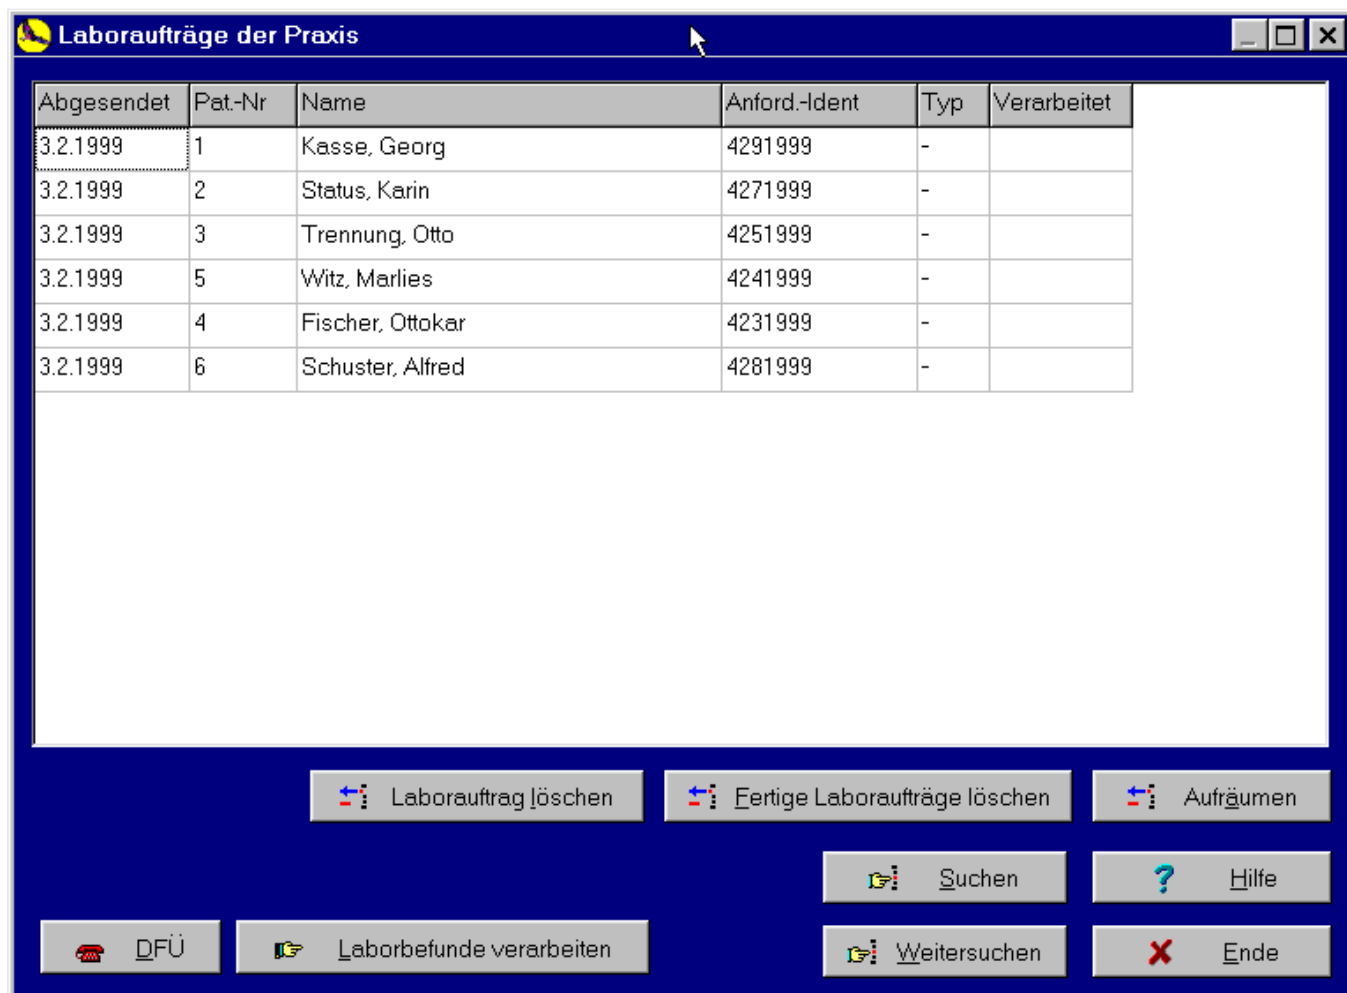 Laboraufträge der Praxis
Abgesendet Pat.-Nr Name Anford.-Ident Typ Verarbeitet
3.2.1999 1 Kasse, Georg 4291999 -
3.2.1999 2 Status, Karin 4271999 -
3.2.1999 3 Trennung, Otto 4251999 -
3.2.1999 5 Witz, Marlies 4241999 -
3.2.1999 4 Fischer, Ottokar 4231999 -
3.2.1999 6 Schuster, Alfred 4281999 -
Laborauftrag löschen Fertige Laboraufträge löschen Aufräumen
Suchen Hilfe
DFÜ Laborbefunde verarbeiten Weitersuchen Ende